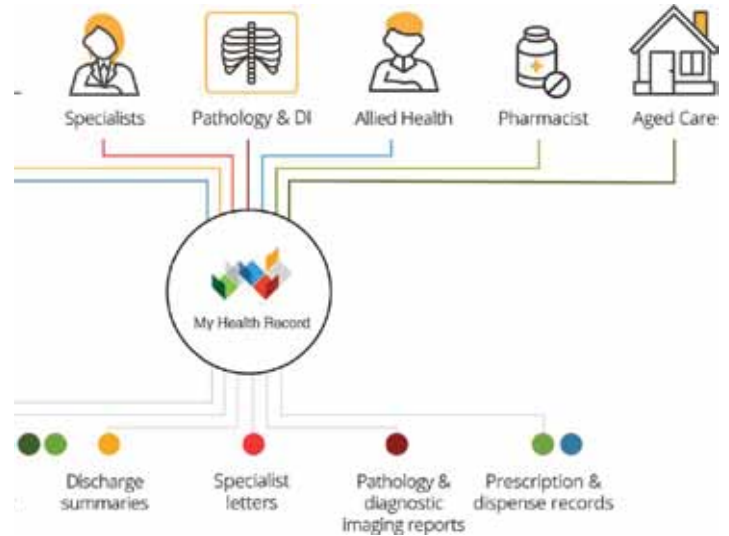 Specialists
Pathology & DI
Allied Health
Pharmacist
Aged Care
My Health Record
Discharge
summaries
Specialist
letters
Pathology &
diagnostic
imaging reports
Prescription &
dispense records